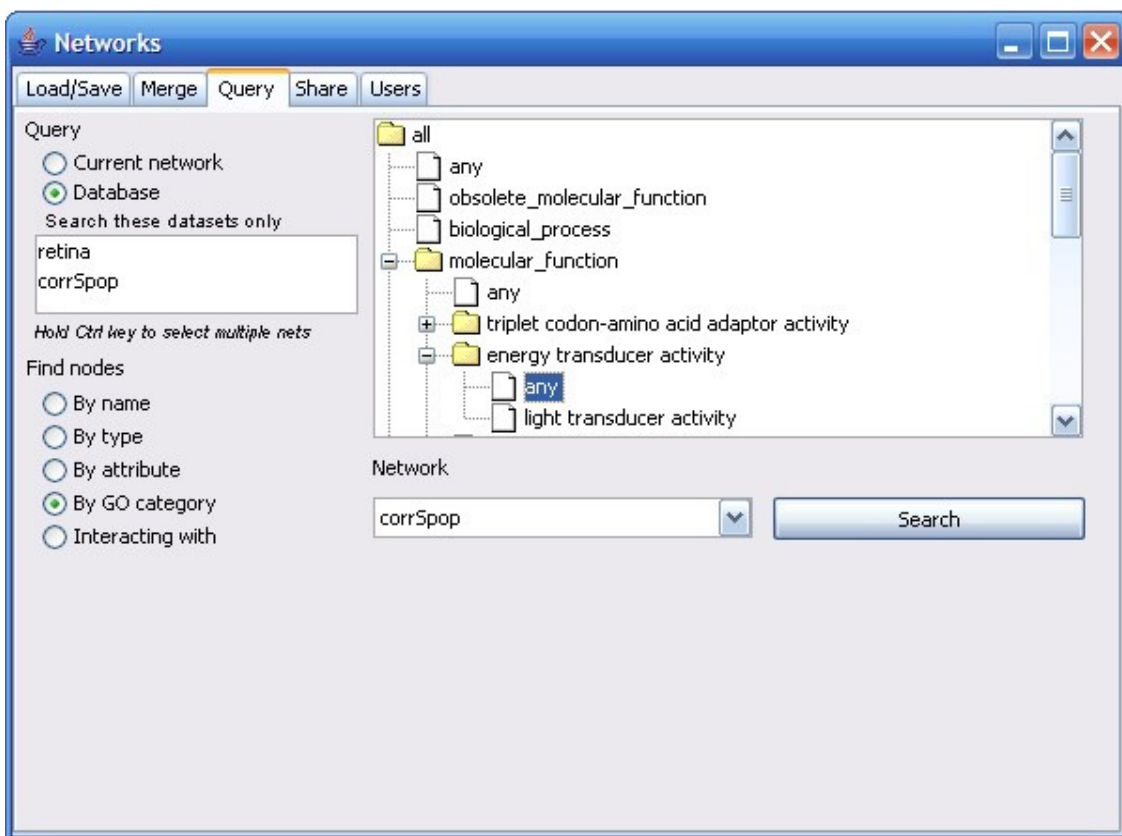 Networks
Load/Save Merge Query Share Users
Query
Current network
Database
Search these datasets only
retina
corrSpop
Hold Ctrl key to select multiple nets
Find nodes
By name
By type
By attribute
By GO category
Interacting with
all
any
obsolete_molecular_function
biological_process
molecular_function
any
triplet codon-amino acid adaptor activity
energy transducer activity
any
light transducer activity
Network
corrSpop
Search